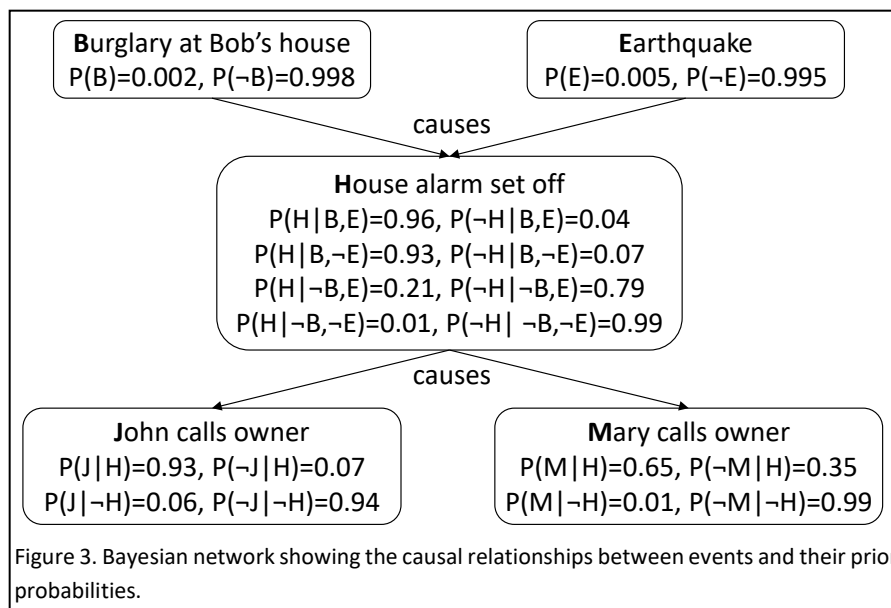 Burglary at Bob's house
P(B)=0.002, P(¬B)=0.998
Earthquake
P(E)=0.005, P(¬E)=0.995
causes
House alarm set off
P(H|B,E)=0.96, P(¬H|B,E)=0.04
P(H|B,¬E)=0.93, P(¬H|B,¬E)=0.07
P(H|¬B,E)=0.21, P(¬H|¬B,E)=0.79
P(H|¬B,¬E)=0.01, P(¬H| ¬B,¬E)=0.99
causes
John calls owner
P(J|H)=0.93, P(¬J|H)=0.07
P(J|¬H)=0.06, P(¬J|¬H)=0.94
Mary calls owner
P(M|H)=0.65, P(¬M|H)=0.35
P(M|¬H)=0.01, P(¬M|¬H)=0.99
Figure 3. Bayesian network showing the causal relationships between events and their prior
probabilities.